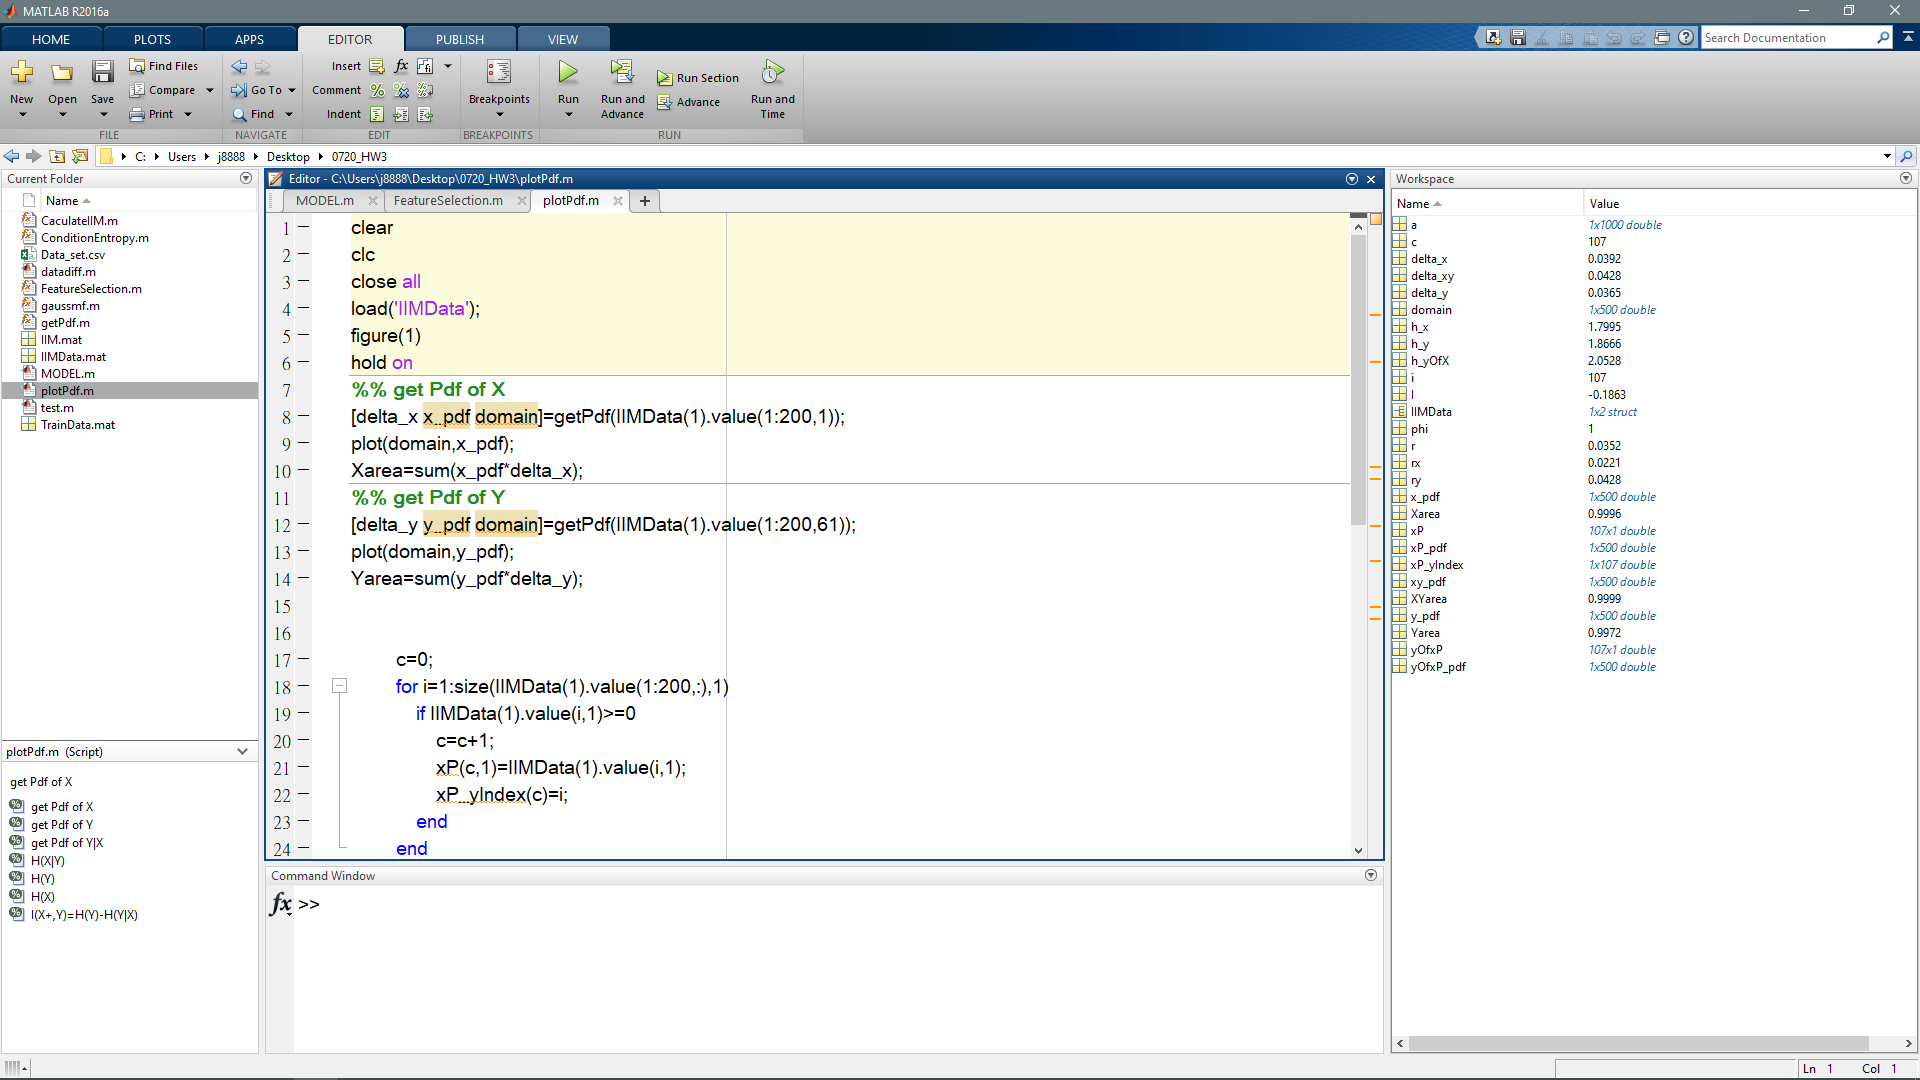 MATLAB R2016a
HOME PLOTS APPS EDITOR PUBLISH VIEW
Search Documentation
New Open Save
Find Files
Compare
Print
FILE
Go To
Find
NAVIGATE
Insert fx
Comment
Indent
EDIT
Breakpoints
BREAKPOINTS
Run
Run and Advance
Run Section
Advance
Run and Time
RUN
C: Users j8888 Desktop 0720_HW3
Current Folder
Name
CaculateIIM.m
ConditionEntropy.m
Data_set.csv
datadiff.m
FeatureSelection.m
gaussmf.m
getPdf.m
IIM.mat
IIMData.mat
MODEL.m
plotPdf.m
test.m
TrainData.mat
plotPdf.m (Script)
get Pdf of X
get Pdf of X
get Pdf of Y
get Pdf of Y|X
H(X|Y)
H(Y)
H(X)
I(X+,Y)=H(Y)-H(Y|X)
Editor - C:\Users\j8888\Desktop\0720_HW3\plotPdf.m
MODEL.m FeatureSelection.m plotPdf.m
1 clear
2 clc
3 close all
4 load('IIMData');
5 figure(1)
6 hold on
7 %% get Pdf of X
8 [delta_x x_pdf domain]=getPdf(IIMData(1).value(1:200,1));
9 plot(domain,x_pdf);
10 Xarea=sum(x_pdf*delta_x);
11 %% get Pdf of Y
12 [delta_y y_pdf domain]=getPdf(IIMData(1).value(1:200,61));
13 plot(domain,y_pdf);
14 Yarea=sum(y_pdf*delta_y);
15
16
17 c=0;
18 for i=1:size(IIMData(1).value(1:200,:),1)
19 if IIMData(1).value(i,1)>=0
20 c=c+1;
21 xP(c,1)=IIMData(1).value(i,1);
22 xP_yIndex(c)=i;
23 end
24 end
Command Window
fx >>
Workspace
Name Value
a 1x1000 double
c 107
delta_x 0.0392
delta_xy 0.0428
delta_y 0.0365
domain 1x500 double
h_x 1.7995
h_y 1.8666
h_yOfX 2.0528
i 107
I -0.1863
IIMData 1x2 struct
phi 1
r 0.0352
rx 0.0221
ry 0.0428
x_pdf 1x500 double
Xarea 0.9996
xP 107x1 double
xP_pdf 1x500 double
xP_yIndex 1x107 double
xy_pdf 1x500 double
XYarea 0.9999
y_pdf 1x500 double
Yarea 0.9972
yOfxP 107x1 double
yOfxP_pdf 1x500 double
Ln 1 Col 1